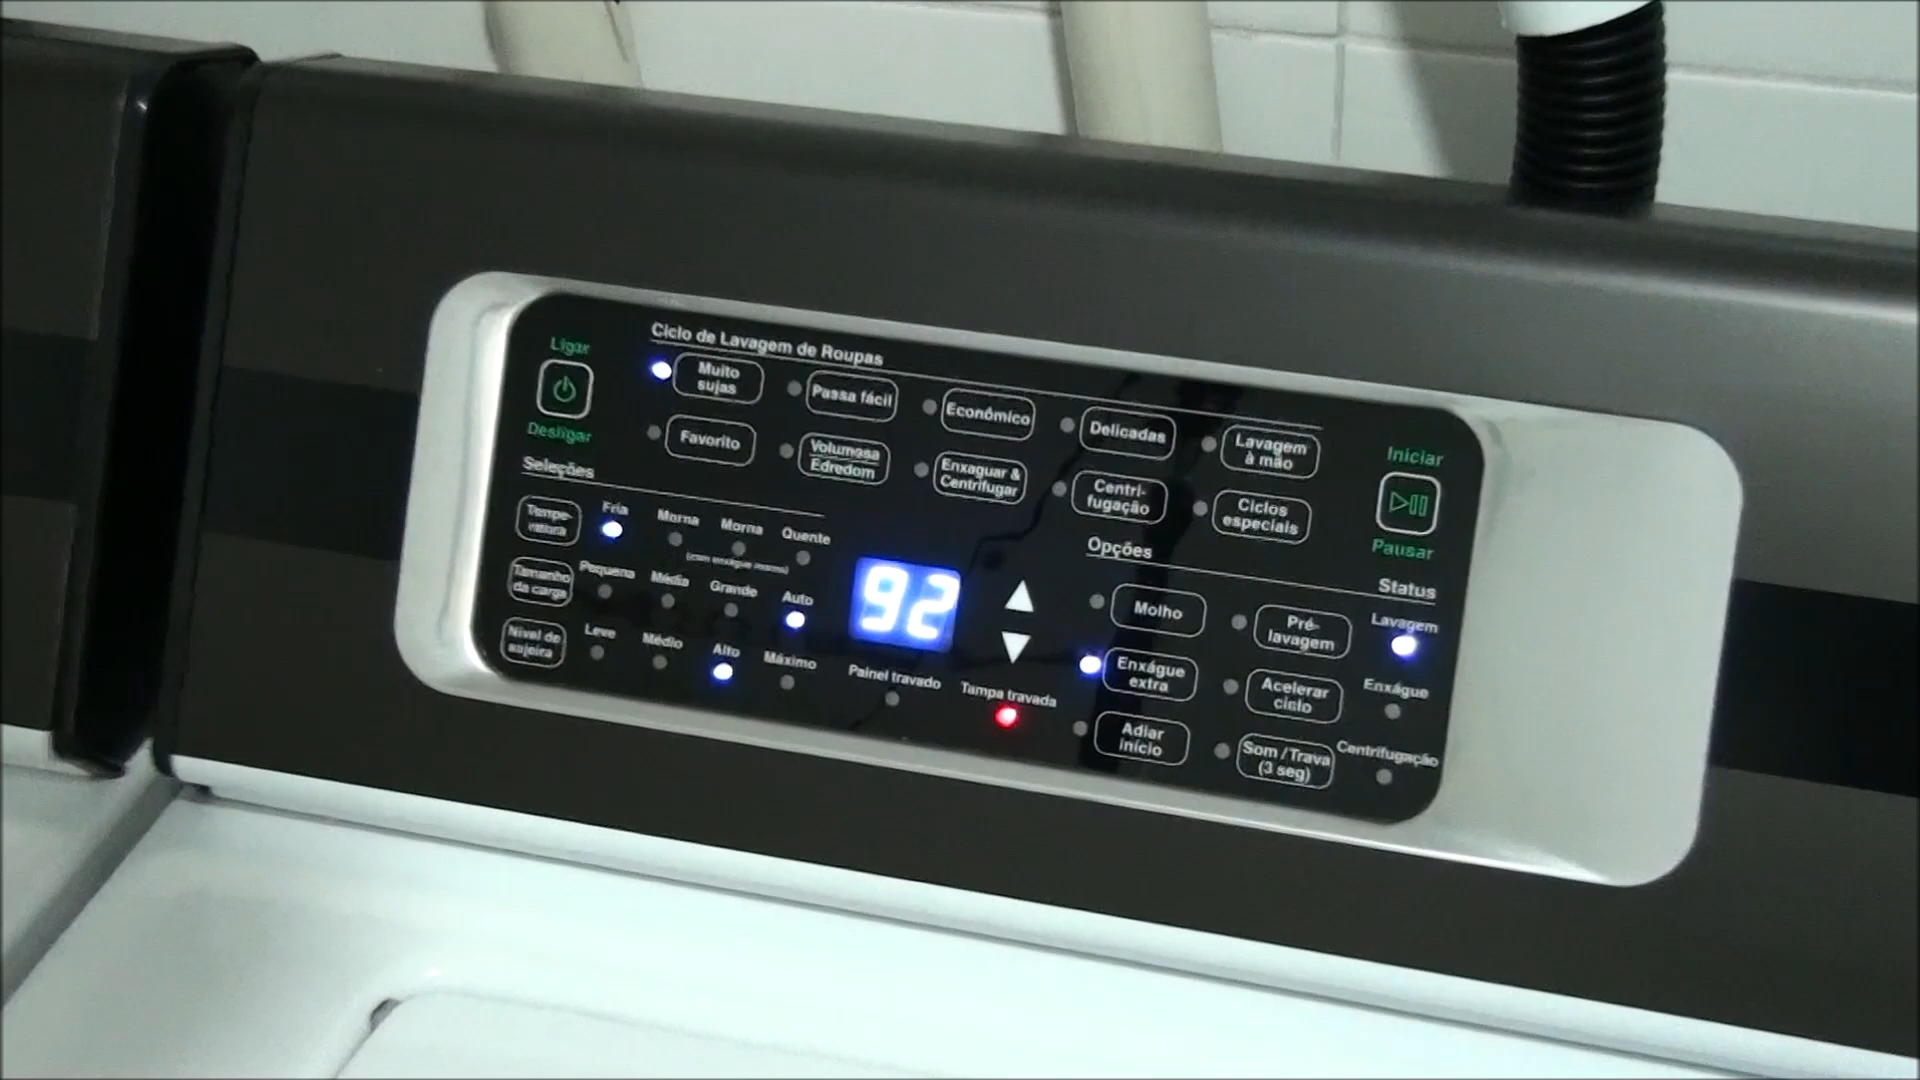 Ligar
Desligar
Ciclo de Lavagem de Roupas
Muito
sujas
Passa fácil
Econômico
Delicadas
Lavagem
à mão
Favorito
Volumosa
Edredom
Enxaguar &
Centrifugar
Centri-
fugação
Ciclos
especiais
Iniciar
Pausar
Seleções
Tempe-
ratura
Fria
Morna
Morna
Quente
(com enxágue morno)
Tamanho
da carga
Pequena
Média
Grande
Auto
Nível de
sujeira
Leve
Médio
Alto
Máximo
92
Painel travado
Tampa travada
Opções
Molho
Pré-
lavagem
Enxágue
extra
Acelerar
ciclo
Adiar
início
Som / Trava
(3 seg)
Status
Lavagem
Enxágue
Centrifugação